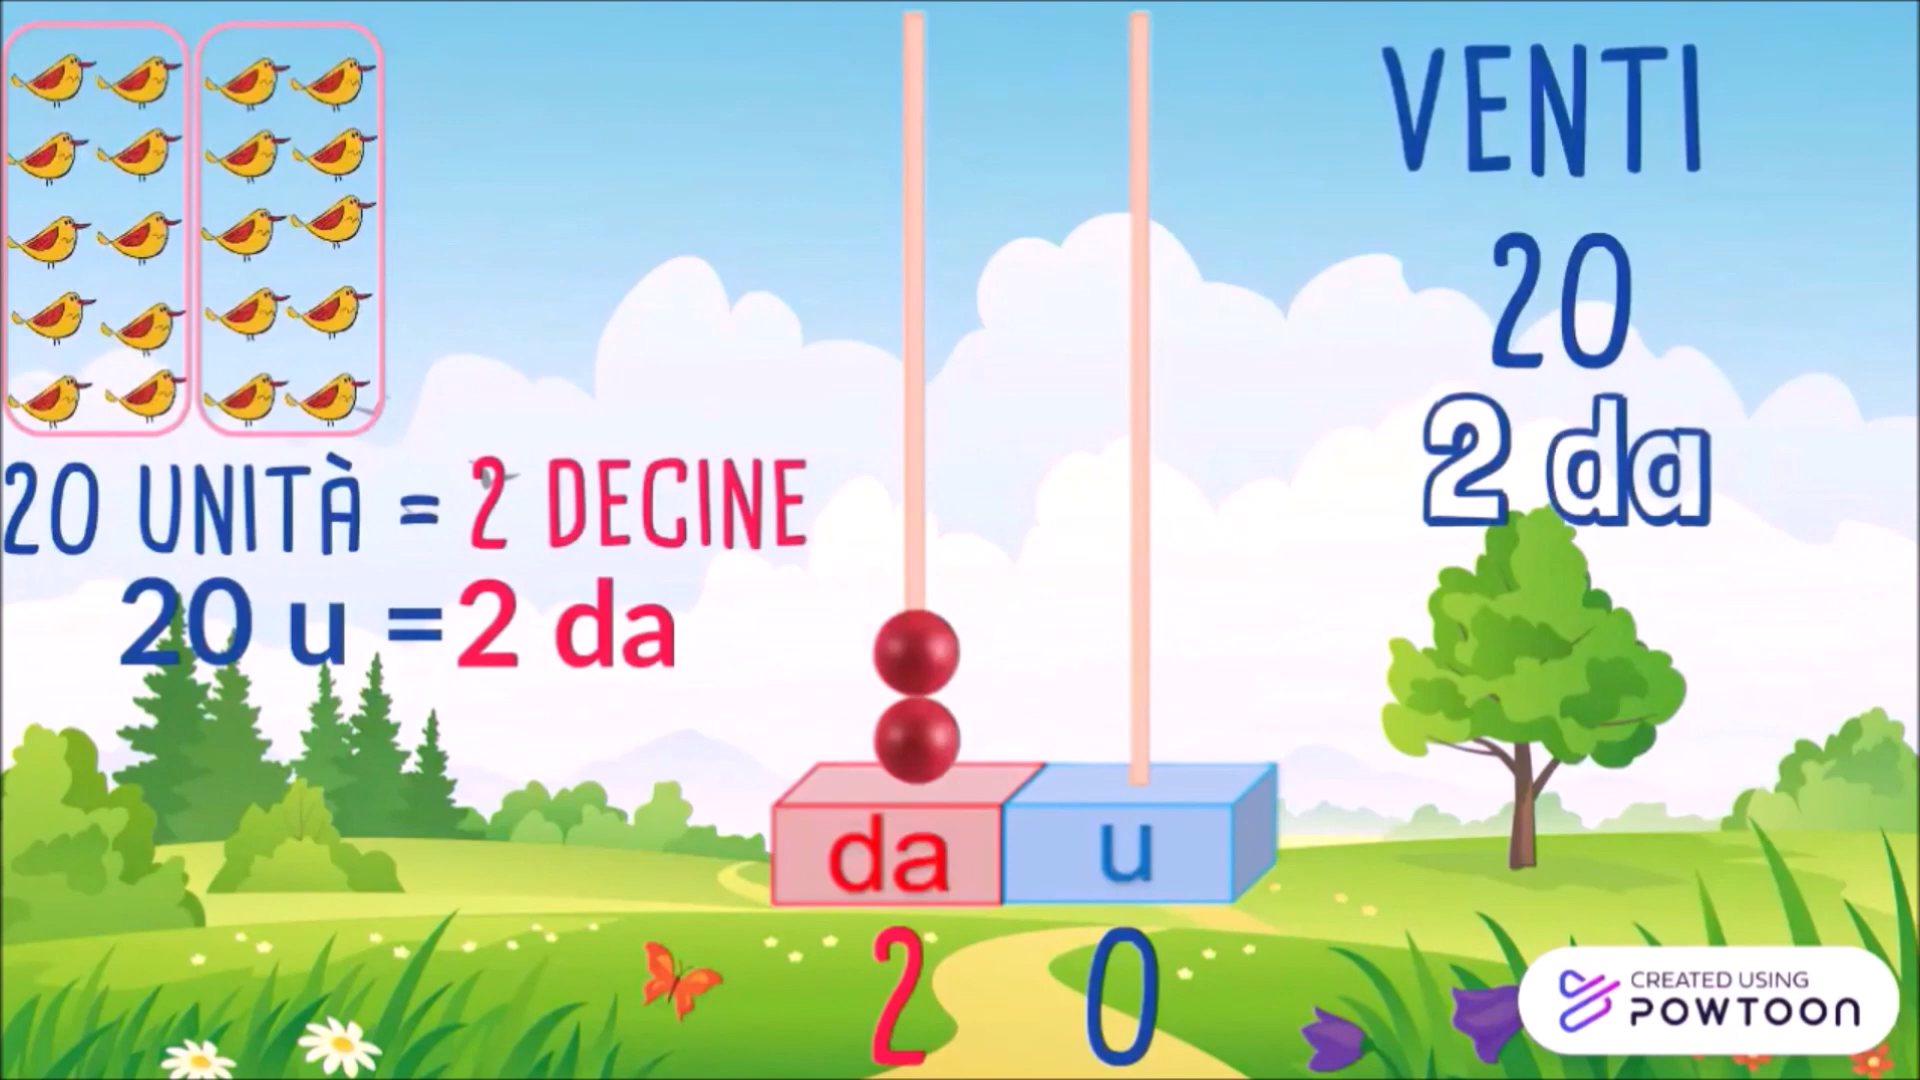 20 UNITÀ = 2 DECINE
20 u = 2 da
da u
2 0
VENTI
20
2 da
CREATED USING
POWTOON